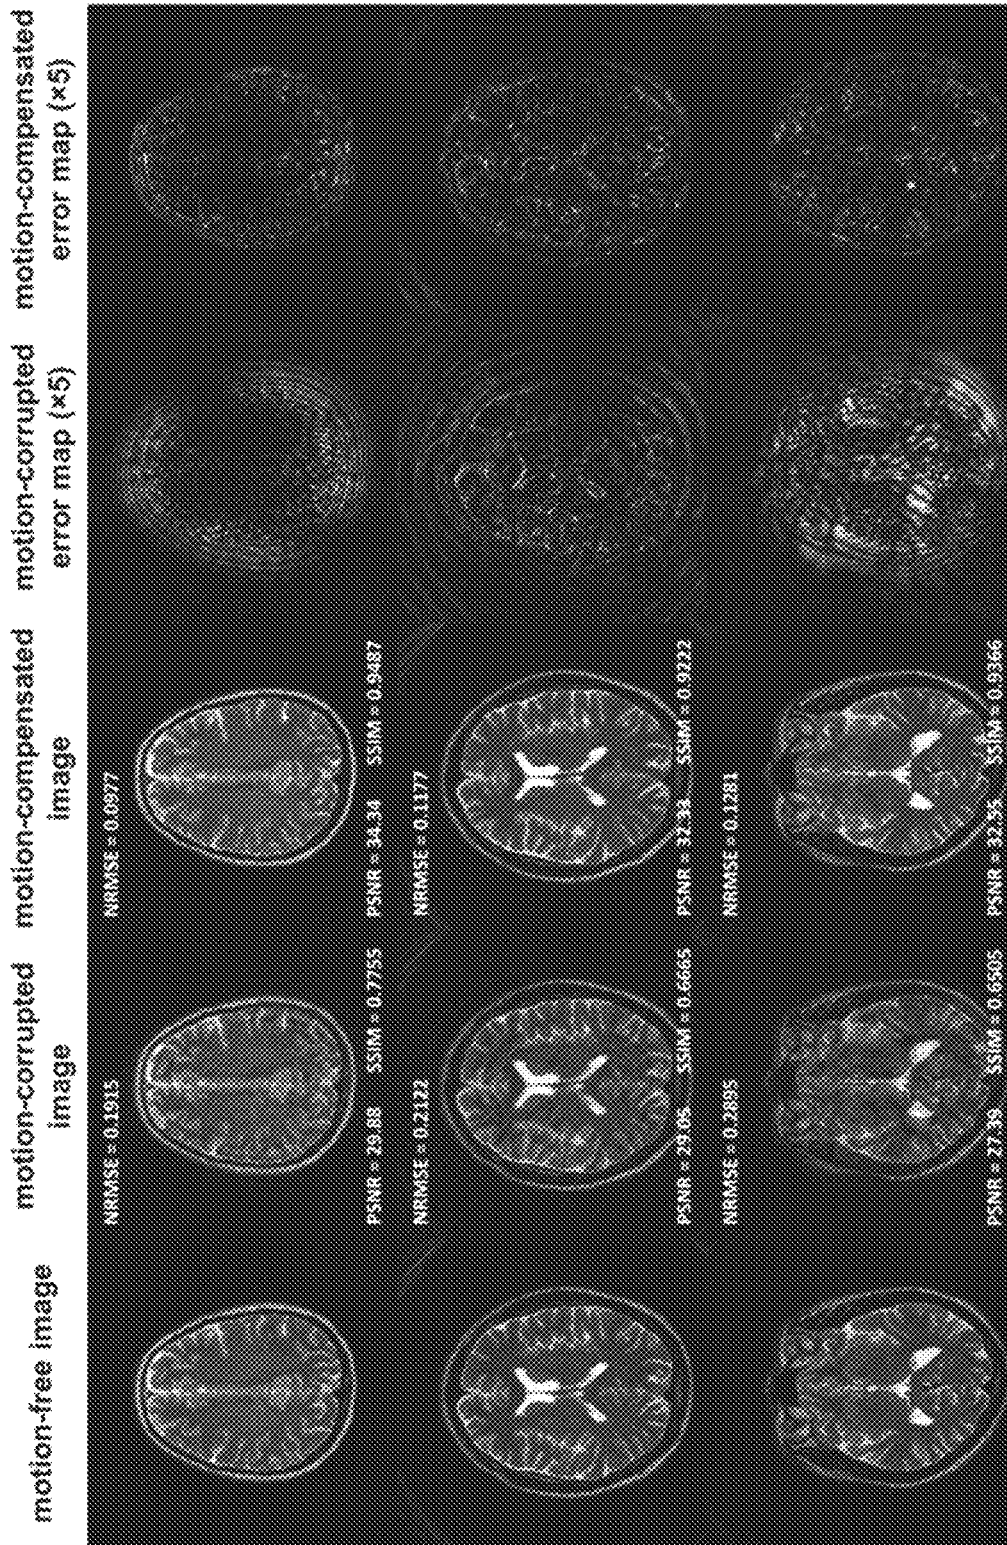 motion-free image
motion-corrupted
image
motion-compensated
image
motion-corrupted
error map (×5)
motion-compensated
error map (×5)
NRMSE = 0.1915
PSNR = 29.88 SSIM = 0.7755
NRMSE = 0.0977
PSNR = 34.34 SSIM = 0.9487
NRMSE = 0.2122
PSNR = 29.05 SSIM = 0.6665
NRMSE = 0.1177
PSNR = 32.33 SSIM = 0.9222
NRMSE = 0.2895
PSNR = 27.39 SSIM = 0.6505
NRMSE = 0.1281
PSNR = 32.55 SSIM = 0.9366